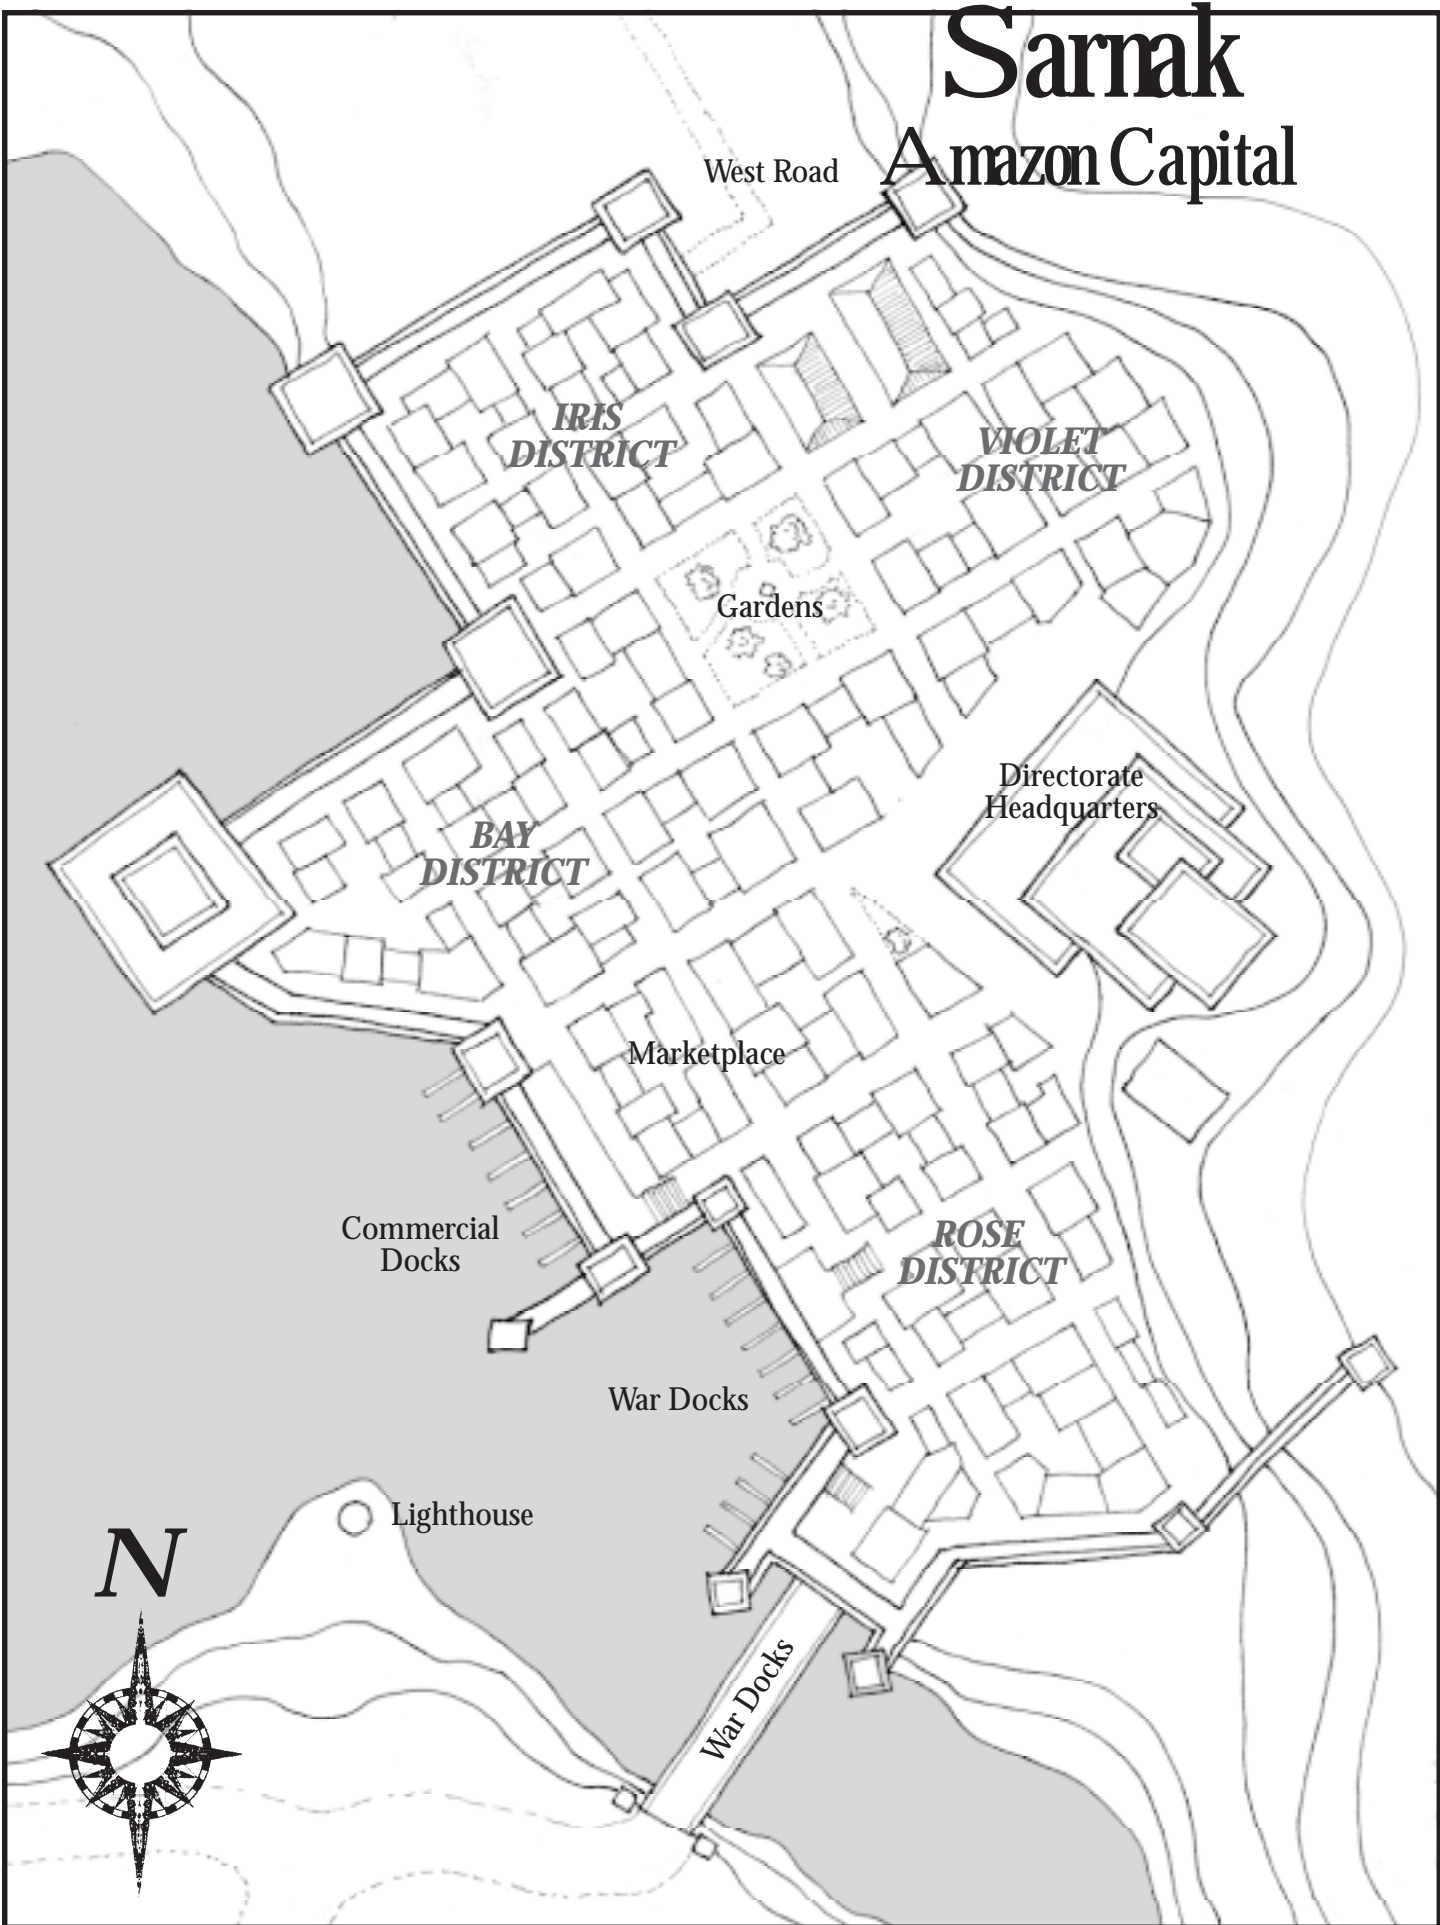 Sarnak
Amazon Capital
West Road
IRIS
DISTRICT
VIOLET
DISTRICT
Gardens
Directorate
Headquarters
BAY
DISTRICT
Marketplace
Commercial
Docks
ROSE
DISTRICT
War Docks
Lighthouse
N
War Docks